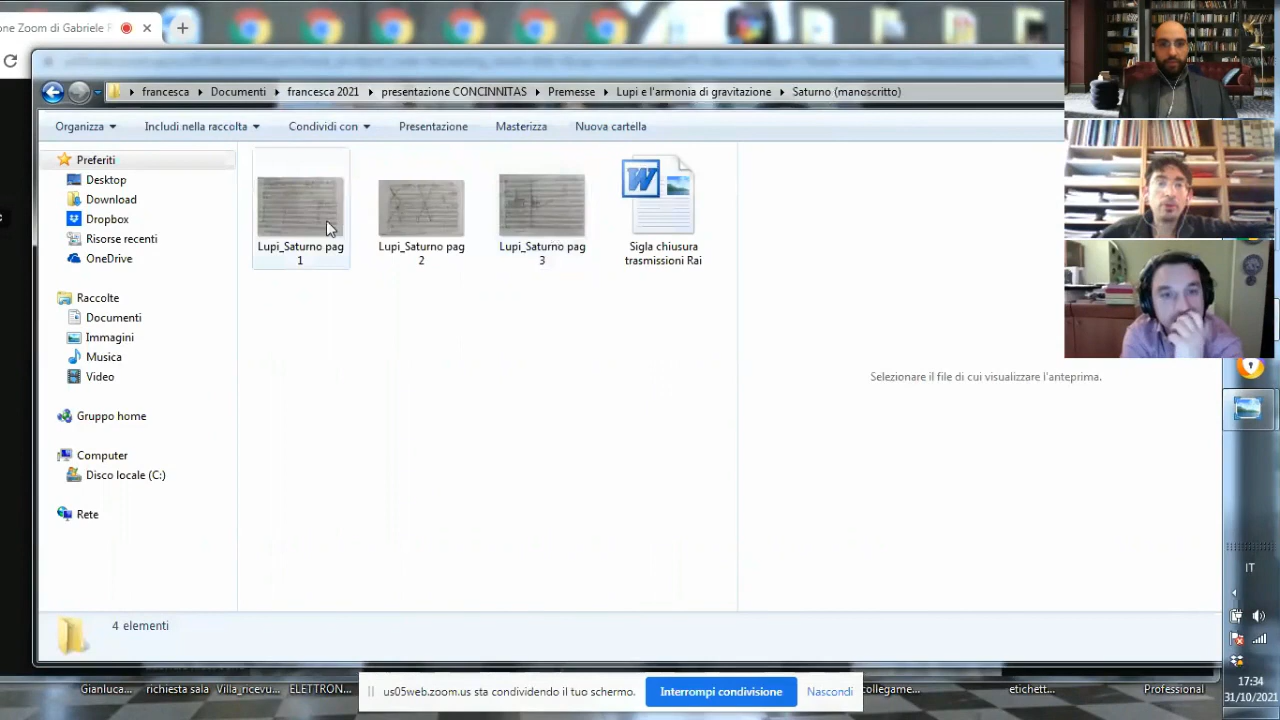 one Zoom di Gabriele
francesca Documenti francesca 2021 presentazione CONCINNITAS Premesse Lupi e l'armonia di gravitazione Saturno (manoscritto)
Organizza Includi nella raccolta Condividi con Presentazione Masterizza Nuova cartella
Preferiti
Desktop
Download
Dropbox
Risorse recenti
OneDrive
Raccolte
Documenti
Immagini
Musica
Video
Gruppo home
Computer
Disco locale (C:)
Rete
Lupi_Saturno pag
1
Lupi_Saturno pag
2
Lupi_Saturno pag
3
Sigla chiusura
trasmissioni Rai
Selezionare il file di cui visualizzare l'anteprima.
4 elementi
IT
17:34
31/10/2021
Gianluca... richiesta sala Villa_ricevu... ELETTRON... collegame... etichett... Professional
us05web.zoom.us sta condividendo il tuo schermo. Interrompi condivisione Nascondi